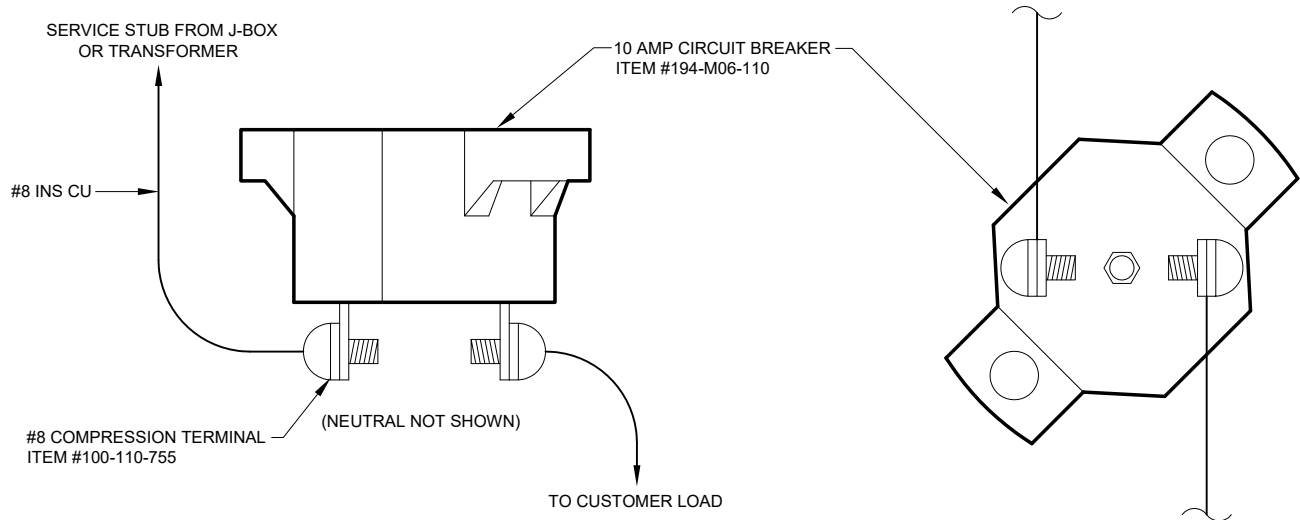 SERVICE STUB FROM J-BOX
OR TRANSFORMER
10 AMP CIRCUIT BREAKER
ITEM #194-M06-110
#8 INS CU
(NEUTRAL NOT SHOWN)
#8 COMPRESSION TERMINAL
ITEM #100-110-755
TO CUSTOMER LOAD